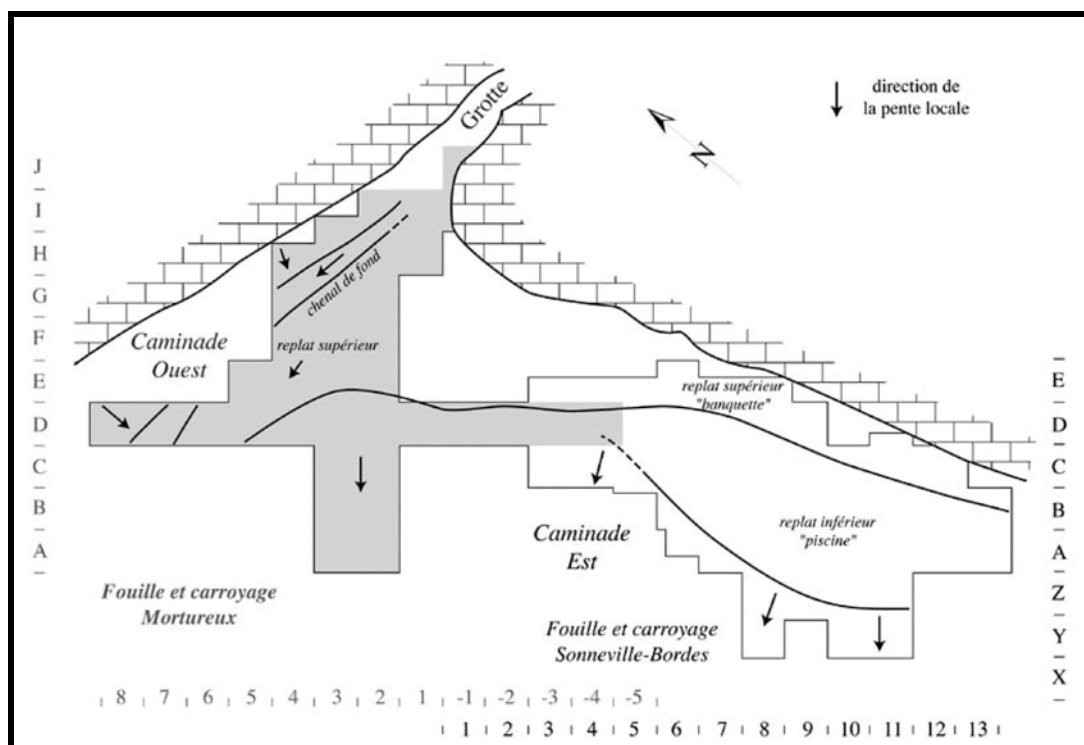 Grotte
direction de
la pente locale
N
J
I
H
G
F
E
D
C
B
A
chenal de fond
Caminade
Ouest
replat supérieur
replat supérieur
"banquette"
E
D
C
B
A
Z
Y
X
replat inférieur
"piscine"
Caminade
Est
Fouille et carroyage
Mortureux
Fouille et carroyage
Sonneville-Bordes
8 7 6 5 4 3 2 1 -1 -2 -3 -4 -5
1 2 3 4 5 6 7 8 9 10 11 12 13